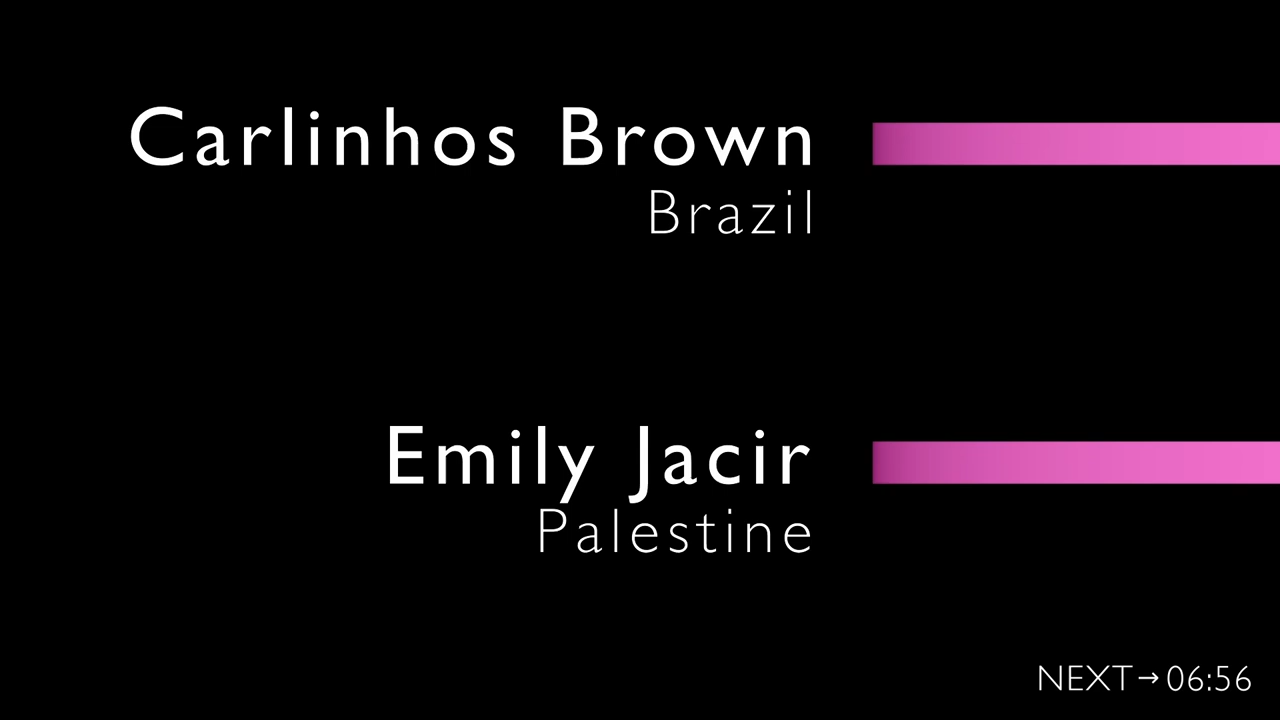 Carlinhos Brown
Brazil
Emily Jacir
Palestine
NEXT→06:56